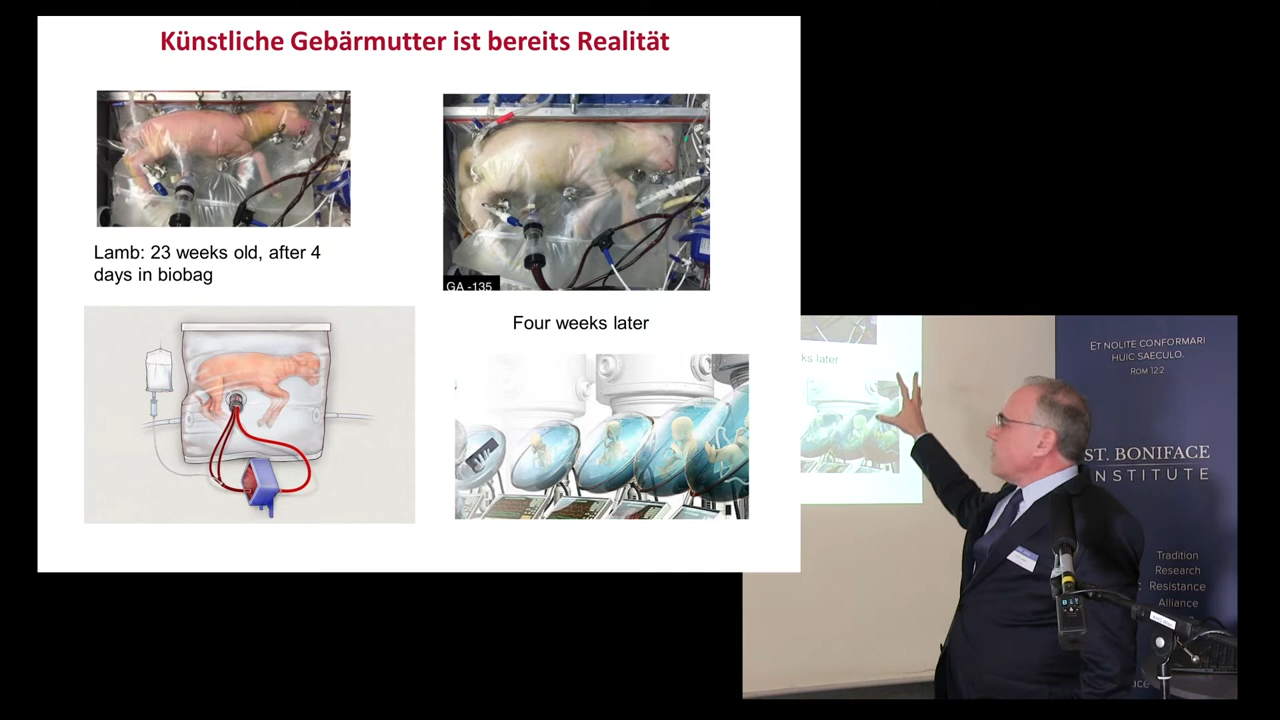 Künstliche Gebärmutter ist bereits Realität
Lamb: 23 weeks old, after 4
days in biobag
GA -135
Four weeks later
ks later
ET NOLITE CONFORMARI
HUIC SAECULO.
ROM 12:2
ST. BONIFACE
INSTITUTE
Tradition
Research
Resistance
Alliance